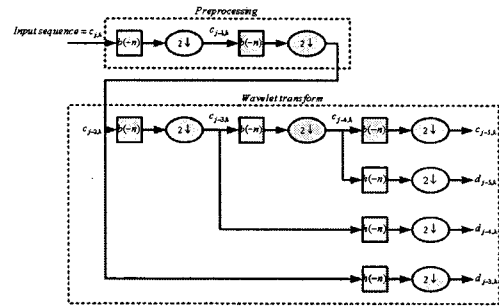 Preprocessing
Input sequence = c_{j,k} b(−n) 2↓ c_{j−1,k} b(−n) 2↓
Wavelet transform
c_{j−2,k} b(−n) 2↓ c_{j−3,k} b(−n) 2↓ c_{j−4,k} b(−n) 2↓ c_{j−5,k}
h(−n) 2↓ d_{j−5,k}
h(−n) 2↓ d_{j−4,k}
h(−n) 2↓ d_{j−3,k}